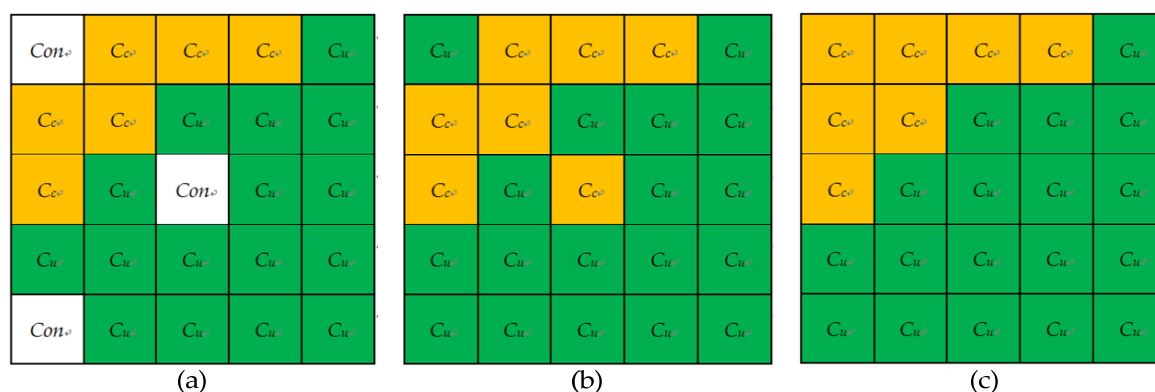 Con Cc Cc Cc Cu Cu Cc Cc Cc Cu Cc Cc Cc Cc Cu
Cc Cc Cu Cu Cu Cc Cc Cu Cu Cu Cc Cc Cu Cu Cu
Cc Cu Con Cu Cu Cc Cu Cc Cu Cu Cc Cu Cu Cu Cu
Cu Cu Cu Cu Cu Cu Cu Cu Cu Cu Cu Cu Cu Cu Cu
Con Cu Cu Cu Cu Cu Cu Cu Cu Cu Cu Cu Cu Cu Cu
(a) (b) (c)